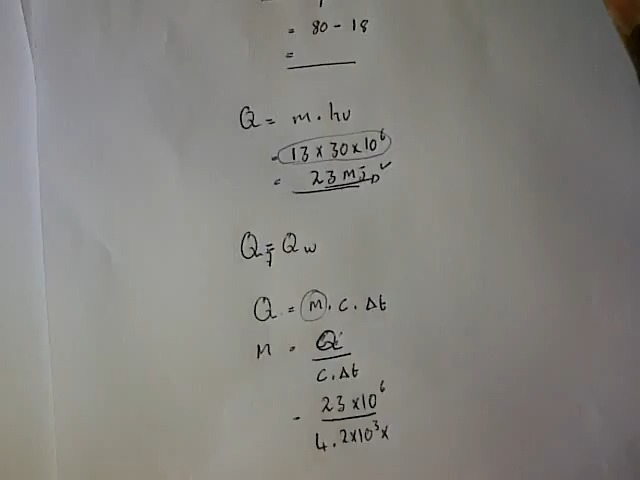 = 80 - 18
=
Q = m . hv
= 13 x 30 x 10⁶
= 23 MJ
Q = Qw
Q = M . C . Δt
M = Q
C . Δt
= 23 x 10⁶
4.2 x 10³ x